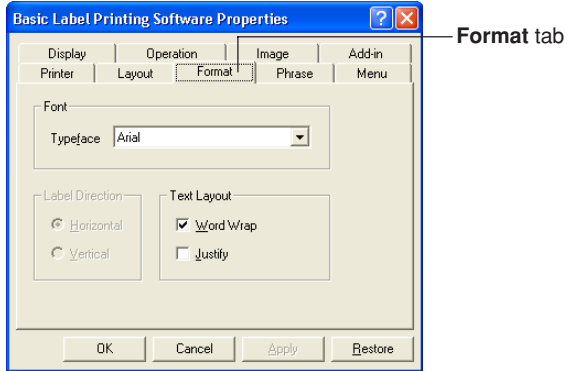 Basic Label Printing Software Properties
Format tab
Display Operation Image Add-in
Printer Layout Format Phrase Menu
Font
Typeface Arial
Label Direction Text Layout
Horizontal Word Wrap
Vertical Justify
OK Cancel Apply Restore